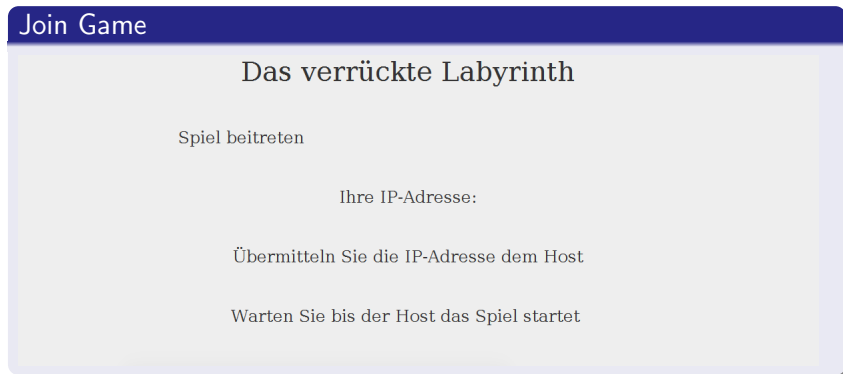 Join Game
Das verrückte Labyrinth
Spiel beitreten
Ihre IP-Adresse:
Übermitteln Sie die IP-Adresse dem Host
Warten Sie bis der Host das Spiel startet